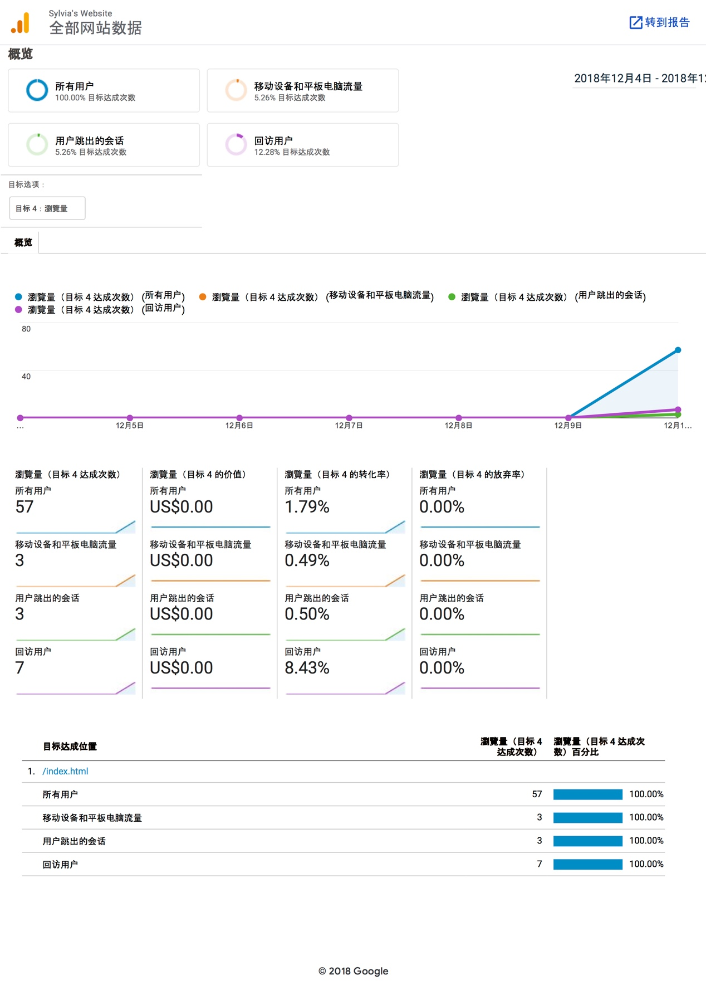 Sylvia's Website
全部网站数据
转到报告
概览
2018年12月4日 - 2018年12
所有用户
100.00% 目标达成次数
移动设备和平板电脑流量
5.26% 目标达成次数
用户跳出的会话
5.26% 目标达成次数
回访用户
12.28% 目标达成次数
目标选项：
目标 4：瀏覽量
概览
瀏覽量（目标 4 达成次数） (所有用户) 瀏覽量（目标 4 达成次数） (移动设备和平板电脑流量) 瀏覽量（目标 4 达成次数） (用户跳出的会话)
瀏覽量（目标 4 达成次数） (回访用户)
80
40
... 12月5日 12月6日 12月7日 12月8日 12月9日 12月1...
瀏覽量（目标 4 达成次数） 瀏覽量（目标 4 的价值） 瀏覽量（目标 4 的转化率） 瀏覽量（目标 4 的放弃率）
所有用户 所有用户 所有用户 所有用户
57 US$0.00 1.79% 0.00%
移动设备和平板电脑流量 移动设备和平板电脑流量 移动设备和平板电脑流量 移动设备和平板电脑流量
3 US$0.00 0.49% 0.00%
用户跳出的会话 用户跳出的会话 用户跳出的会话 用户跳出的会话
3 US$0.00 0.50% 0.00%
回访用户 回访用户 回访用户 回访用户
7 US$0.00 8.43% 0.00%
目标达成位置
瀏覽量（目标 4
达成次数）
瀏覽量（目标 4 达成次
数）百分比
1. /index.html
所有用户 57 100.00%
移动设备和平板电脑流量 3 100.00%
用户跳出的会话 3 100.00%
回访用户 7 100.00%
© 2018 Google